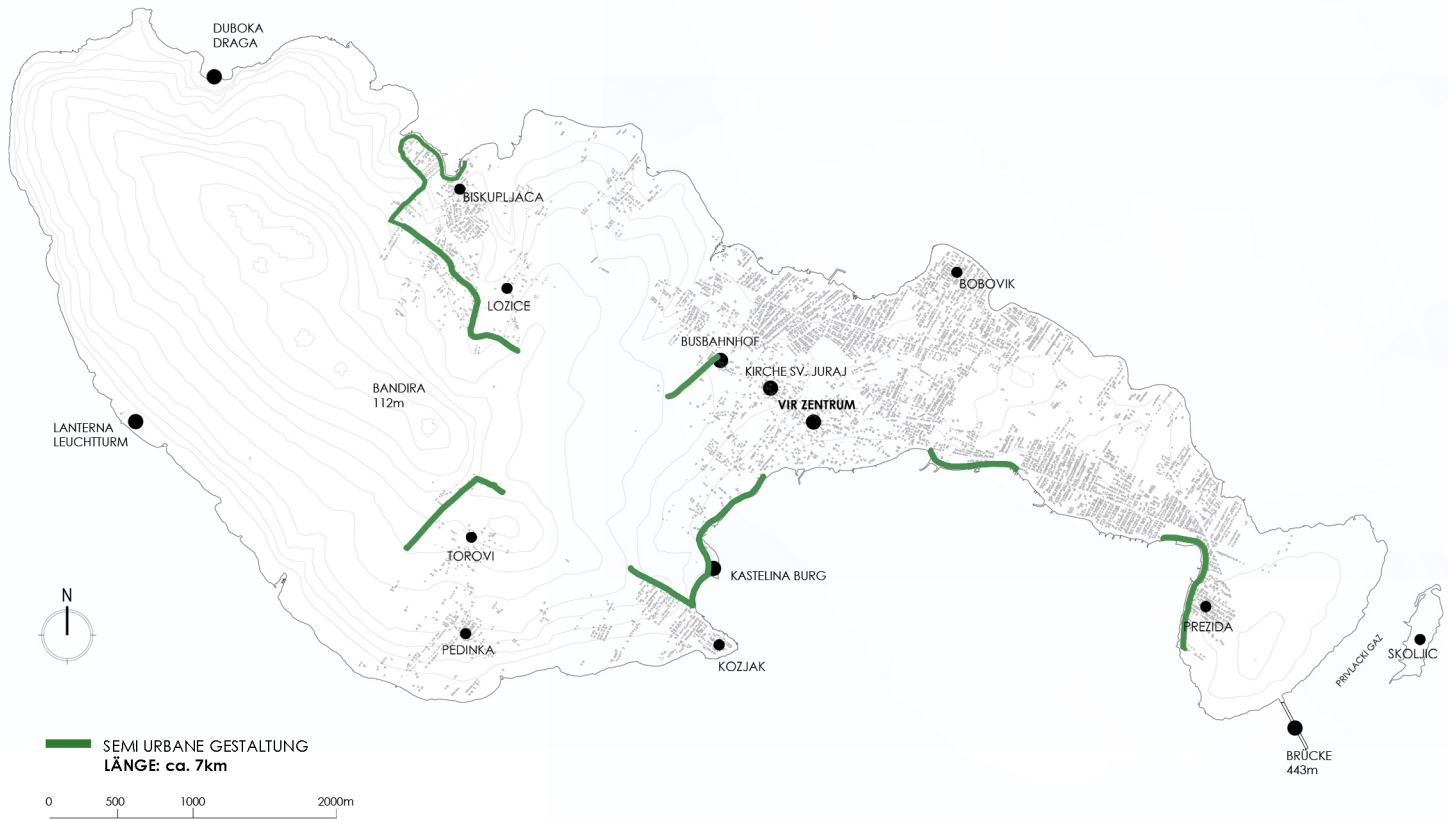 DUBOKA
DRAGA
BISKUPLJACA
LOZICE
BOBOVIK
BUSBAHNHOF
KIRCHE SV. JURAJ
VIR ZENTRUM
BANDIRA
112m
LANTERNA
LEUCHTTURM
TOROVI
KASTELINA BURG
N
PEDINKA
KOZJAK
PREZIDA
PRIVLACKI GAZ
SKOLJIC
BRÜCKE
443m
SEMI URBANE GESTALTUNG
LÄNGE: ca. 7km
0 500 1000 2000m